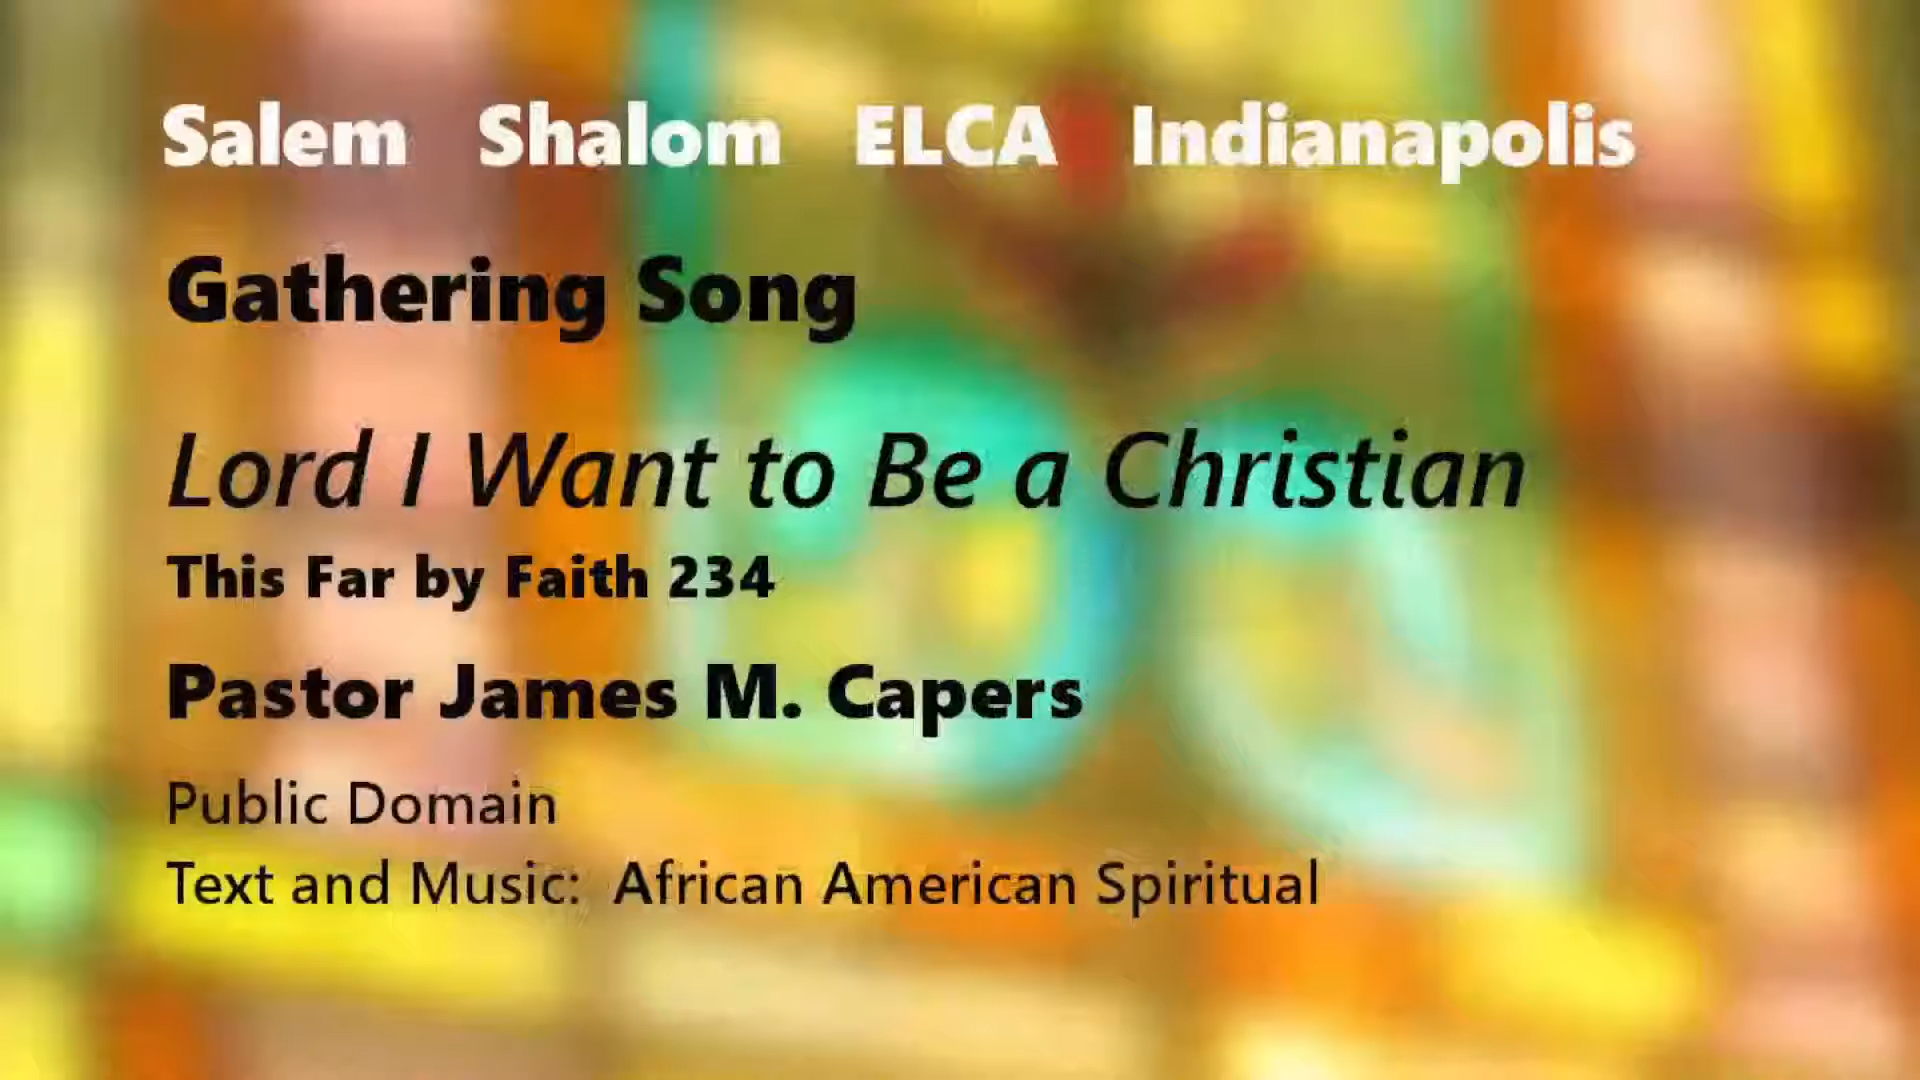 Salem Shalom ELCA Indianapolis
Gathering Song
Lord I Want to Be a Christian
This Far by Faith 234
Pastor James M. Capers
Public Domain
Text and Music: African American Spiritual